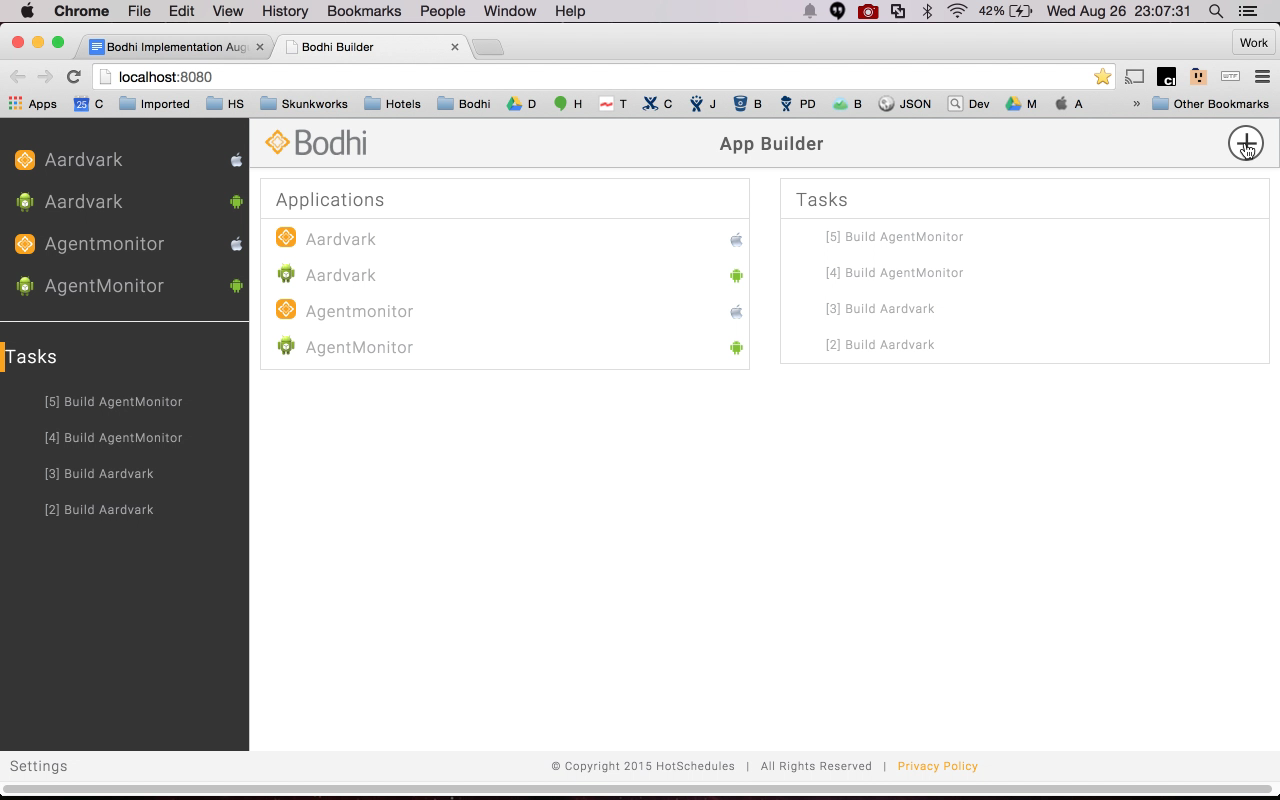 Chrome File Edit View History Bookmarks People Window Help 42% Wed Aug 26 23:07:31
Bodhi Implementation Aug
Bodhi Builder
Work
localhost:8080
Apps 25 C Imported HS Skunkworks Hotels Bodhi D H T C J B PD B JSON Dev M A » Other Bookmarks
Aardvark
Aardvark
Agentmonitor
AgentMonitor
Tasks
[5] Build AgentMonitor
[4] Build AgentMonitor
[3] Build Aardvark
[2] Build Aardvark
Bodhi
App Builder
Applications
Aardvark
Aardvark
Agentmonitor
AgentMonitor
Tasks
[5] Build AgentMonitor
[4] Build AgentMonitor
[3] Build Aardvark
[2] Build Aardvark
Settings
© Copyright 2015 HotSchedules | All Rights Reserved | Privacy Policy